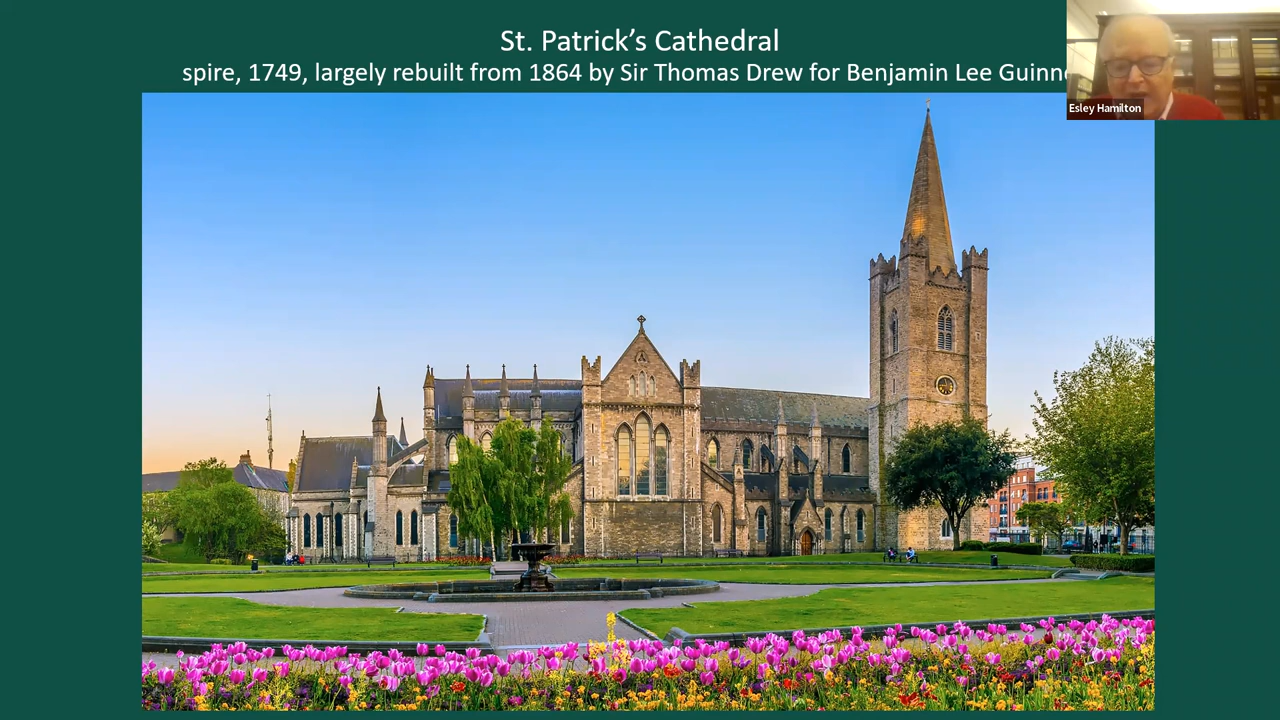 St. Patrick’s Cathedral
spire, 1749, largely rebuilt from 1864 by Sir Thomas Drew for Benjamin Lee
Esley Hamilton